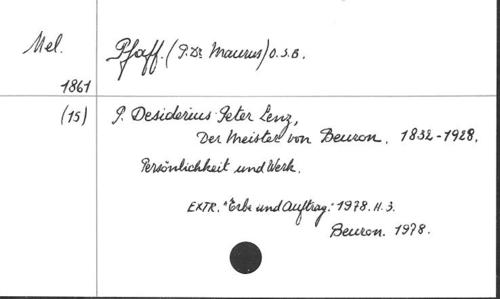 Mel. Pfaff. (P. Dr. Maurus) O.S.B.
1861
(15) P. Desiderius Peter Lenz,
Der Meister von Beuron. 1832-1928.
Persönlichkeit und Werk.
EXTR. "Erbe und Auftrag." 1978. H. 3.
Beuron. 1978.